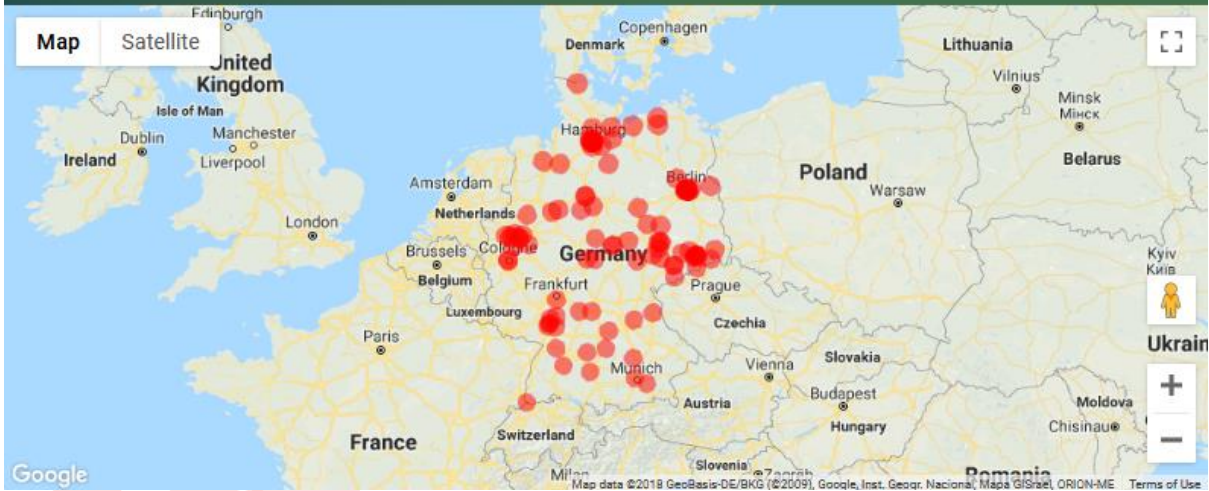 Map
Satellite
Edinburgh
United
Kingdom
Isle of Man
Dublin
Ireland
Manchester
Liverpool
London
Copenhagen
Denmark
Lithuania
Vilnius
Minsk
Мінск
Belarus
Hamburg
Berlin
Poland
Warsaw
Amsterdam
Netherlands
Brussels
Belgium
Cologne
Germany
Frankfurt
Luxembourg
Prague
Czechia
Kyiv
Київ
Ukrain
Paris
France
Munich
Vienna
Slovakia
Austria
Budapest
Hungary
Moldova
Chisinau
Switzerland
Slovenia
Zagreb
Milan
Romania
Google
Map data ©2018 GeoBasis-DE/BKG (©2009), Google, Inst. Geogr. Nacional, Mapa GISrael, ORION-ME
Terms of Use